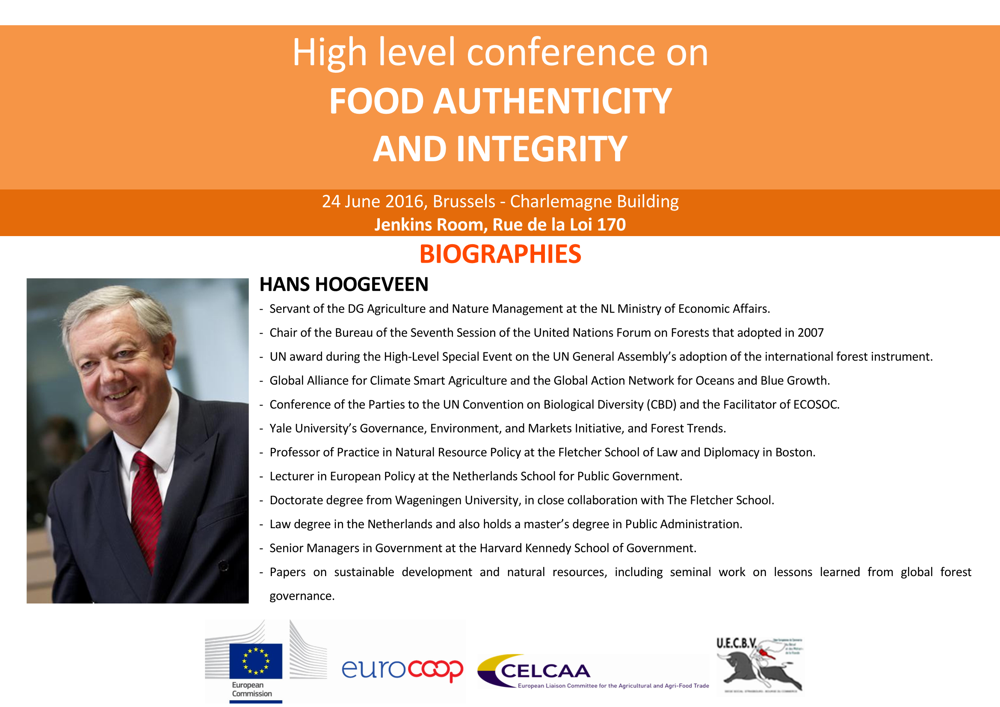 High level conference on
FOOD AUTHENTICITY
AND INTEGRITY
24 June 2016, Brussels - Charlemagne Building
Jenkins Room, Rue de la Loi 170
BIOGRAPHIES
HANS HOOGEVEEN
- Servant of the DG Agriculture and Nature Management at the NL Ministry of Economic Affairs.
- Chair of the Bureau of the Seventh Session of the United Nations Forum on Forests that adopted in 2007
- UN award during the High-Level Special Event on the UN General Assembly’s adoption of the international forest instrument.
- Global Alliance for Climate Smart Agriculture and the Global Action Network for Oceans and Blue Growth.
- Conference of the Parties to the UN Convention on Biological Diversity (CBD) and the Facilitator of ECOSOC.
- Yale University’s Governance, Environment, and Markets Initiative, and Forest Trends.
- Professor of Practice in Natural Resource Policy at the Fletcher School of Law and Diplomacy in Boston.
- Lecturer in European Policy at the Netherlands School for Public Government.
- Doctorate degree from Wageningen University, in close collaboration with The Fletcher School.
- Law degree in the Netherlands and also holds a master’s degree in Public Administration.
- Senior Managers in Government at the Harvard Kennedy School of Government.
- Papers on sustainable development and natural resources, including seminal work on lessons learned from global forest
governance.
European
Commission
eurocoop
CELCAA
European Liaison Committee for the Agricultural and Agri-Food Trade
U.E.C.B.V.